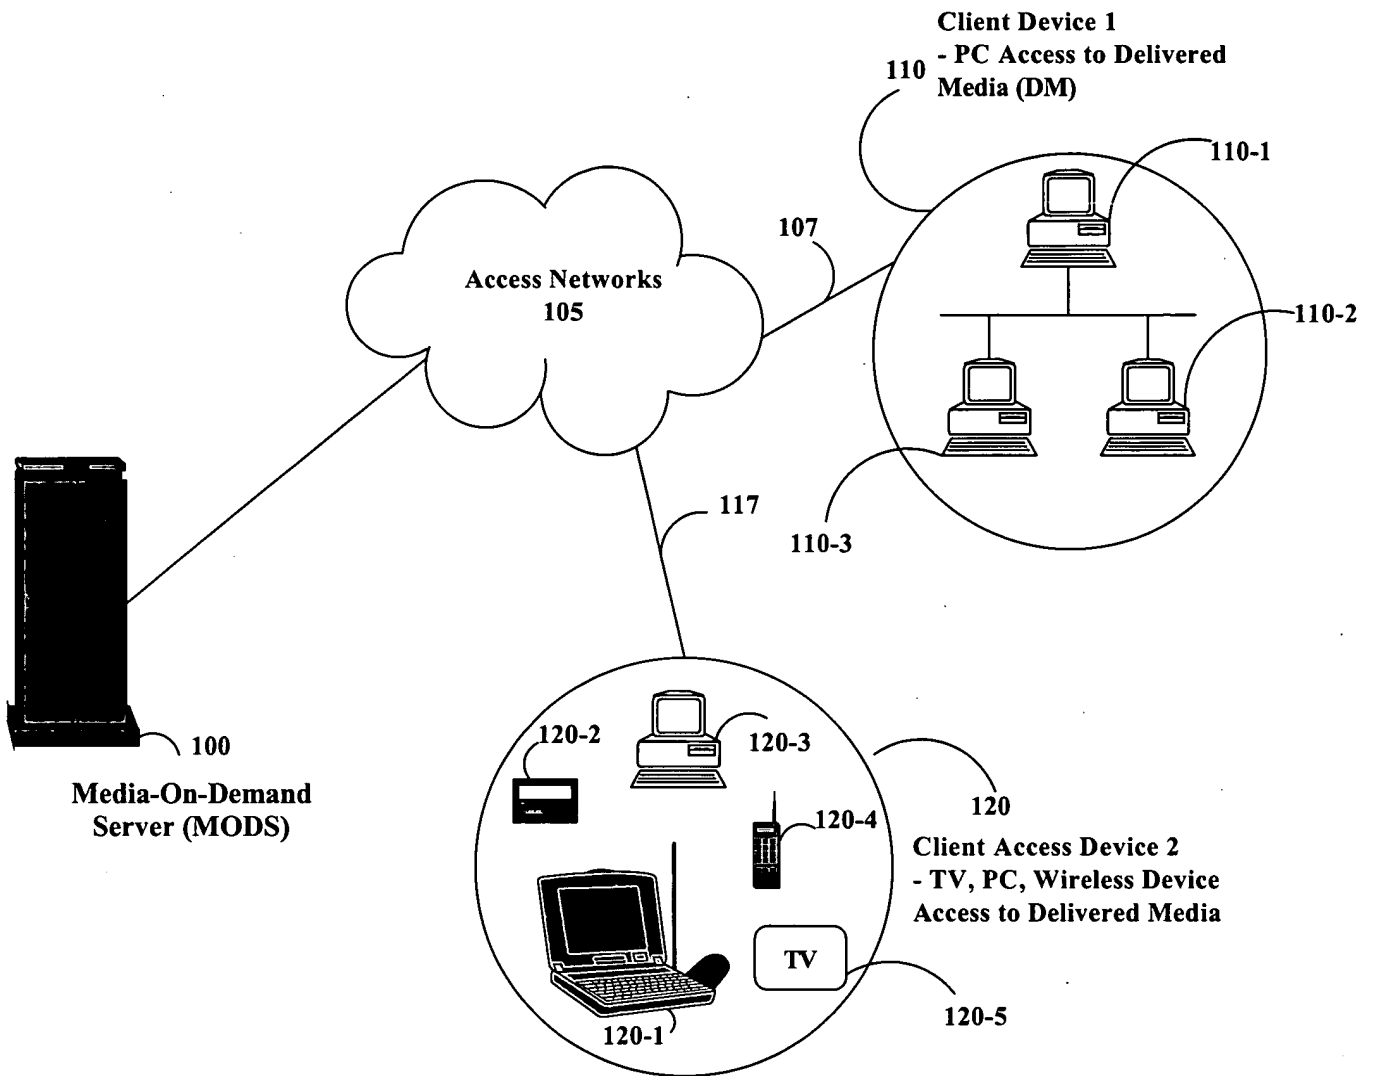 Client Device 1
- PC Access to Delivered
Media (DM)
110
110-1
107
Access Networks
105
110-2
117
110-3
100
Media-On-Demand
Server (MODS)
120-2
120-3
120
120-4
Client Access Device 2
- TV, PC, Wireless Device
Access to Delivered Media
TV
120-5
120-1